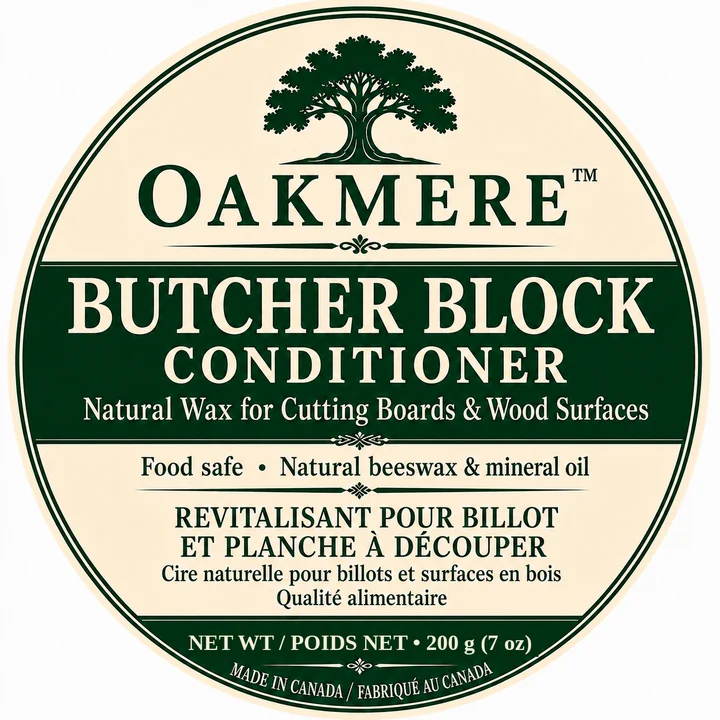 OAKMERE™
BUTCHER BLOCK
CONDITIONER
Natural Wax for Cutting Boards & Wood Surfaces
Food safe • Natural beeswax & mineral oil
REVITALISANT POUR BILLOT
ET PLANCHE À DÉCOUPER
Cire naturelle pour billots et surfaces en bois
Qualité alimentaire
NET WT / POIDS NET • 200 g (7 oz)
MADE IN CANADA / FABRIQUÉ AU CANADA